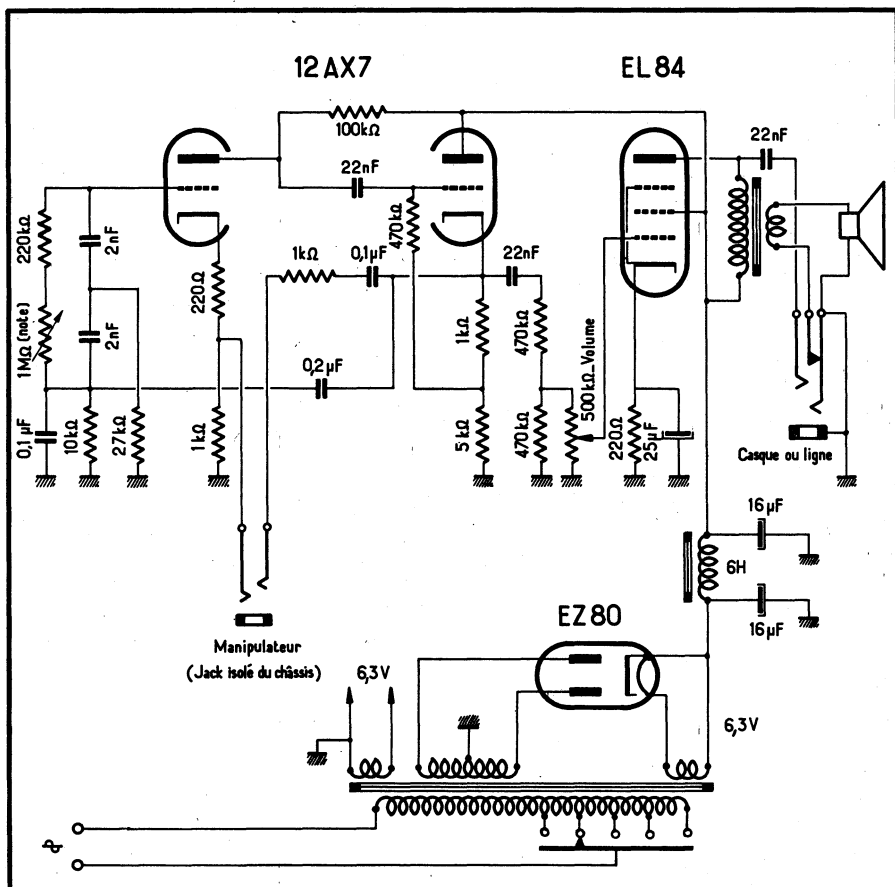 12AX7
EL84
100kΩ
22nF
22nF
220kΩ
2nF
470kΩ
1kΩ
0,1µF
22nF
220Ω
1MΩ (note)
2nF
1kΩ
470kΩ
0,2µF
500kΩ_Volume
0,1µF
10kΩ
27kΩ
1kΩ
5kΩ
470kΩ
220Ω
25µF
Casque ou ligne
16µF
6H
EZ80
16µF
Manipulateur
(Jack isolé du châssis)
6,3V
6,3V